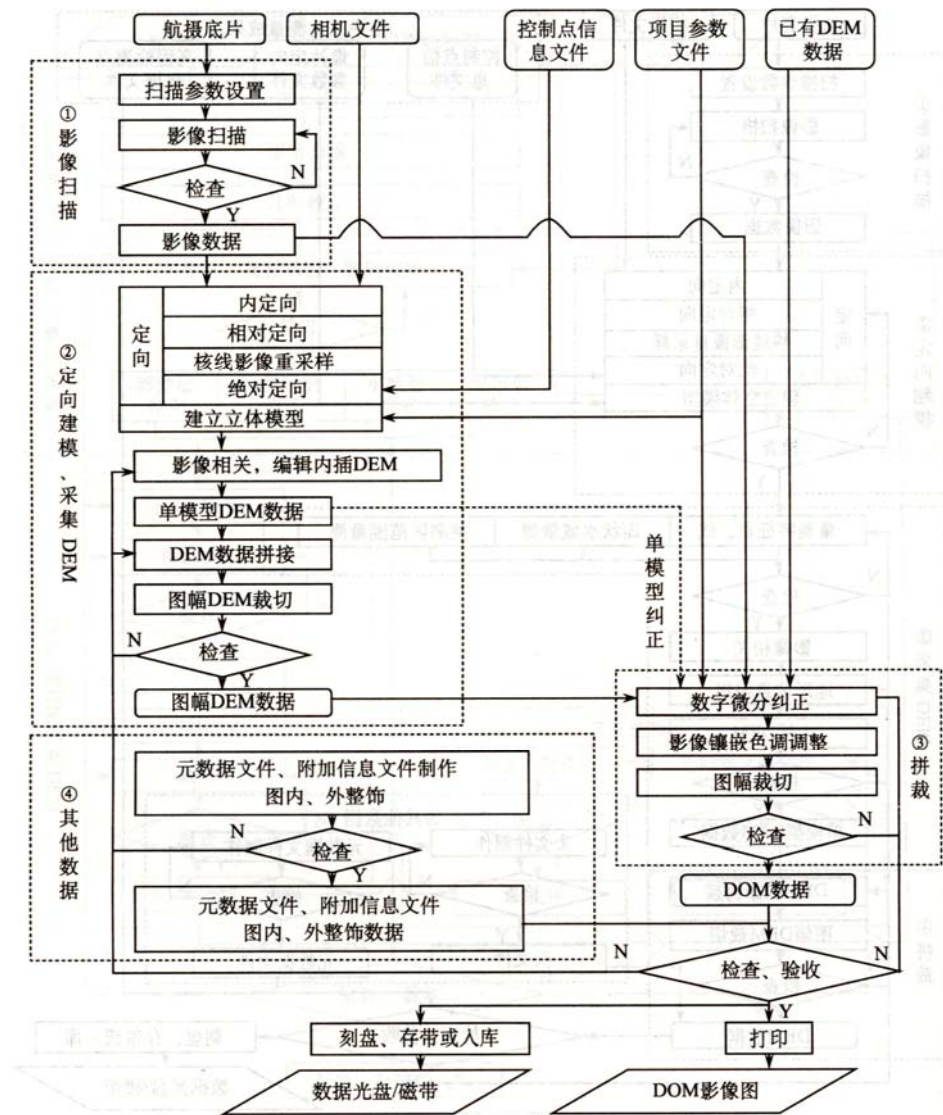 航摄底片
相机文件
控制点信
息文件
项目参数
文件
已有DEM
数据
①影像扫描
扫描参数设置
影像扫描
N
检查
Y
影像数据
②定向建模、采集DEM
定向
内定向
相对定向
核线影像重采样
绝对定向
建立立体模型
影像相关，编辑内插DEM
单模型DEM数据
DEM数据拼接
图幅DEM裁切
N
检查
Y
图幅DEM数据
单模型纠正
数字微分纠正
影像镶嵌色调调整
图幅裁切
③拼裁
N
检查
DOM数据
④其他数据
元数据文件、附加信息文件制作
图内、外整饰
N
检查
Y
元数据文件、附加信息文件
图内、外整饰数据
N
检查、验收
N
Y
刻盘、存带或入库
打印
数据光盘/磁带
DOM影像图